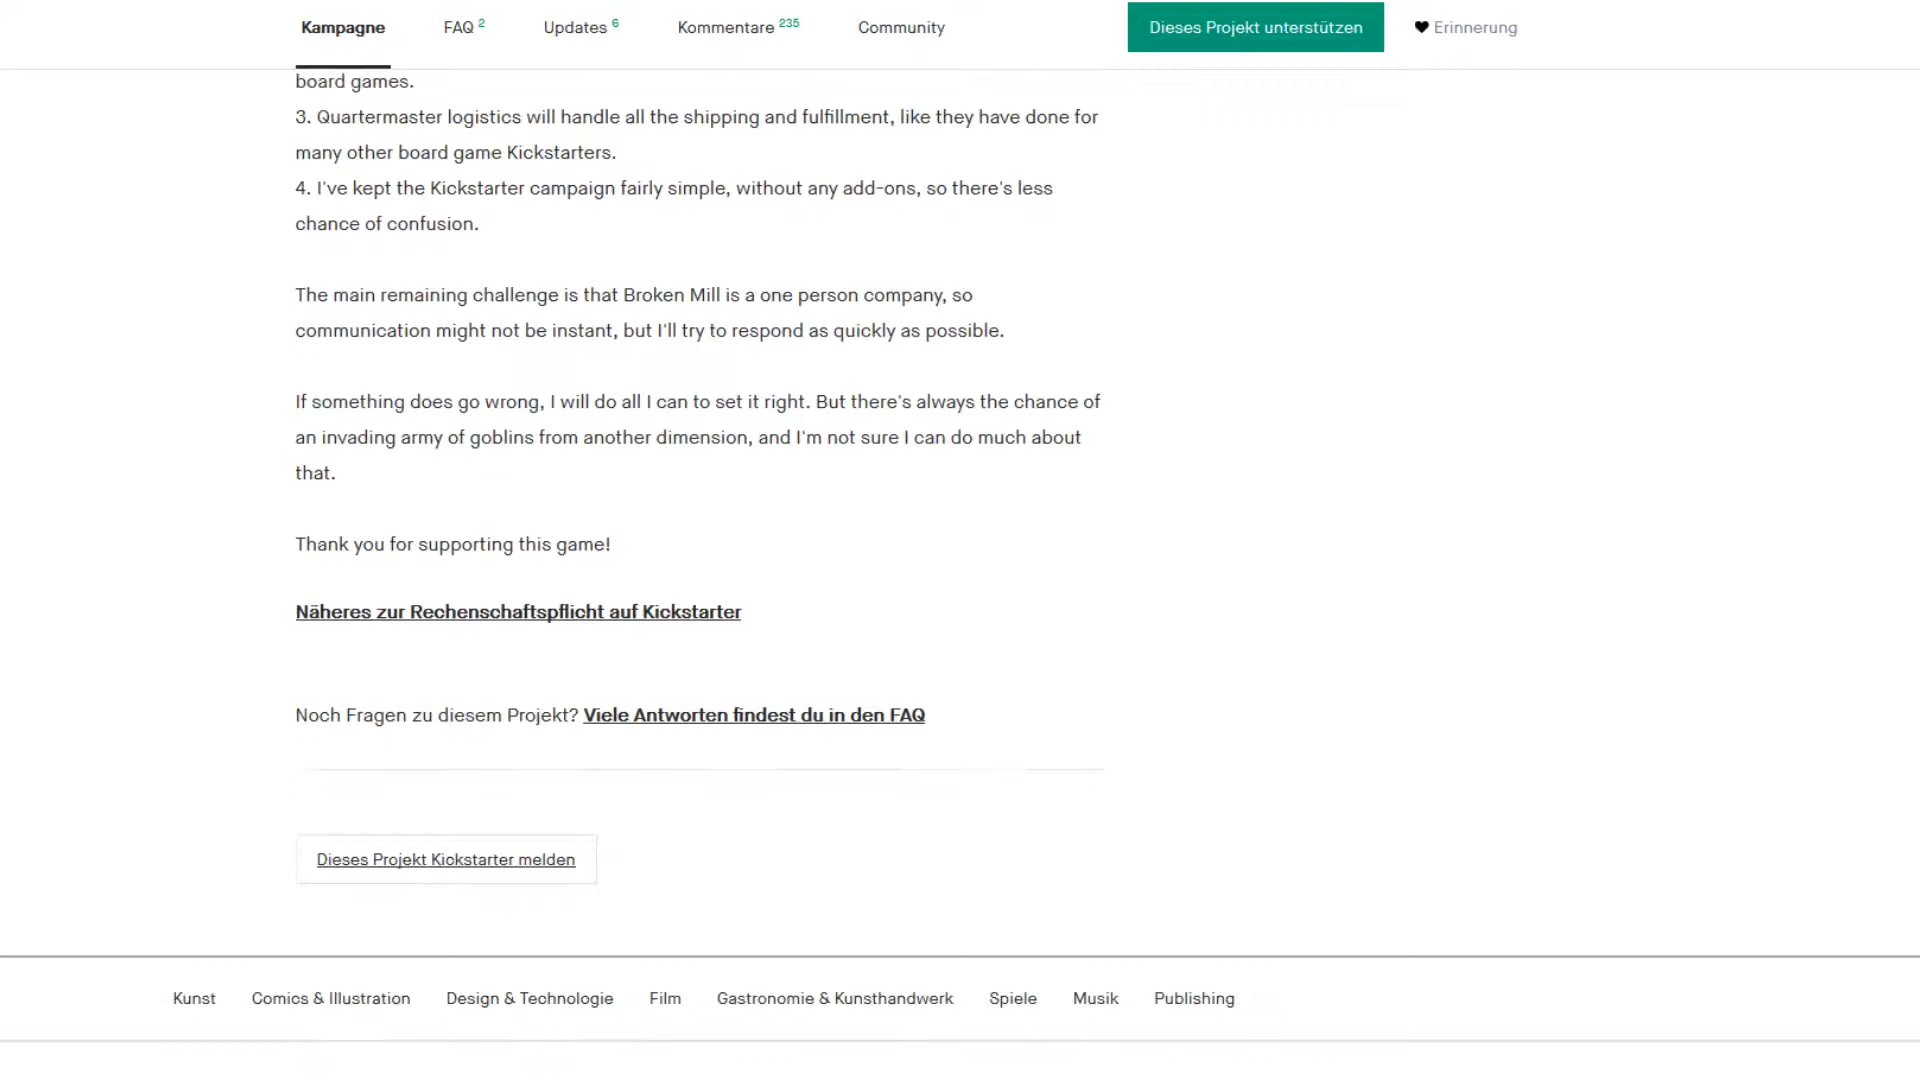 Kampagne FAQ 2 Updates 6 Kommentare 235 Community Dieses Projekt unterstützen Erinnerung
board games.
3. Quartermaster logistics will handle all the shipping and fulfillment, like they have done for
many other board game Kickstarters.
4. I've kept the Kickstarter campaign fairly simple, without any add-ons, so there's less
chance of confusion.
The main remaining challenge is that Broken Mill is a one person company, so
communication might not be instant, but I'll try to respond as quickly as possible.
If something does go wrong, I will do all I can to set it right. But there's always the chance of
an invading army of goblins from another dimension, and I'm not sure I can do much about
that.
Thank you for supporting this game!
Näheres zur Rechenschaftspflicht auf Kickstarter
Noch Fragen zu diesem Projekt? Viele Antworten findest du in den FAQ
Dieses Projekt Kickstarter melden
Kunst Comics & Illustration Design & Technologie Film Gastronomie & Kunsthandwerk Spiele Musik Publishing